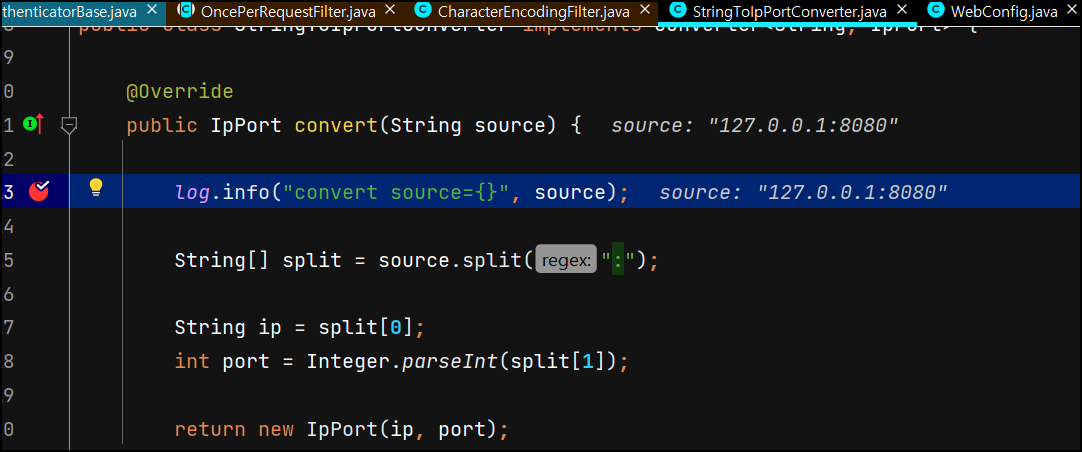 thenticatorBase.java × OncePerRequestFilter.java × CharacterEncodingFilter.java × StringToIpPortConverter.java × WebConfig.java ×
public class StringToIpPortConverter implements Converter<String, IpPort> {
9
0 @Override
1 public IpPort convert(String source) { source: "127.0.0.1:8080"
2
3 log.info("convert source={}", source); source: "127.0.0.1:8080"
4
5 String[] split = source.split( regex: ":");
6
7 String ip = split[0];
8 int port = Integer.parseInt(split[1]);
9
0 return new IpPort(ip, port);